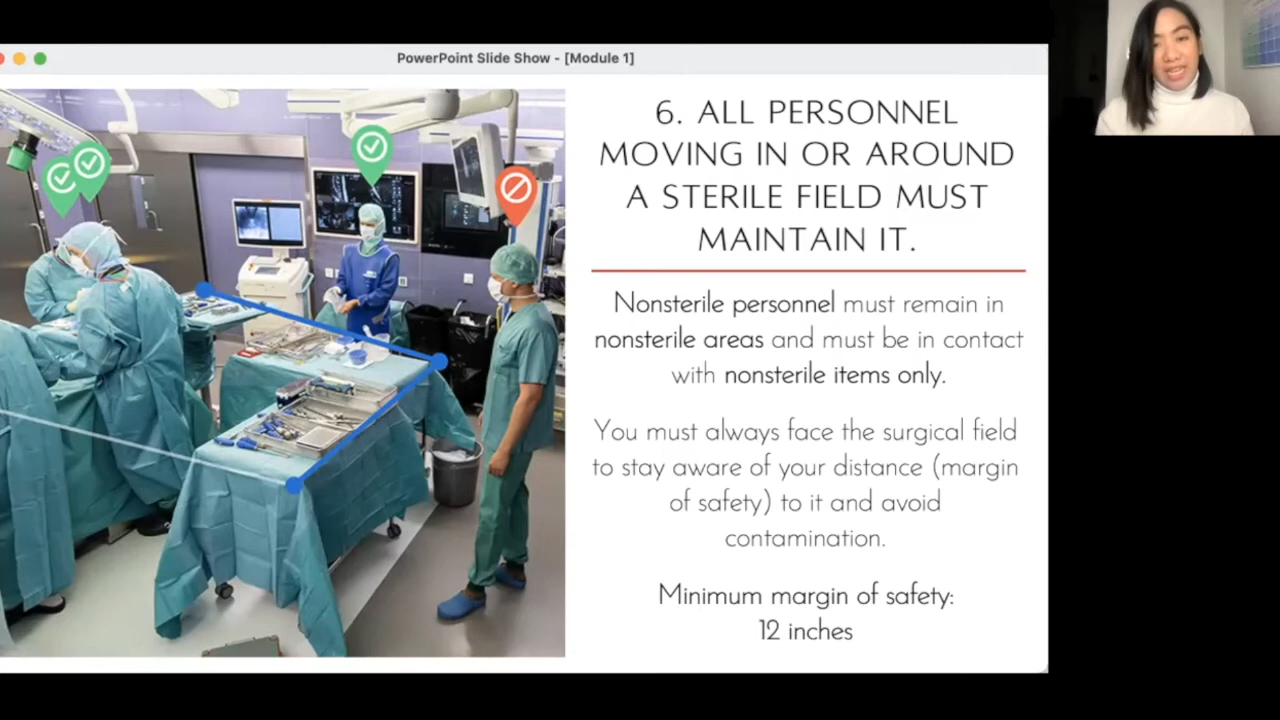 PowerPoint Slide Show - [Module 1]
6. ALL PERSONNEL
MOVING IN OR AROUND
A STERILE FIELD MUST
MAINTAIN IT.
Nonsterile personnel must remain in
nonsterile areas and must be in contact
with nonsterile items only.
You must always face the surgical field
to stay aware of your distance (margin
of safety) to it and avoid
contamination.
Minimum margin of safety:
12 inches